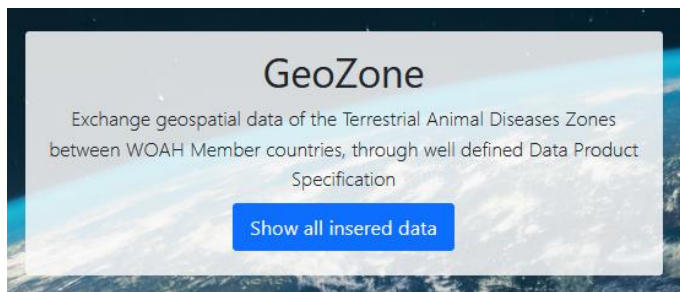 GeoZone
Exchange geospatial data of the Terrestrial Animal Diseases Zones
between WOAH Member countries, through well defined Data Product
Specification
Show all insered data